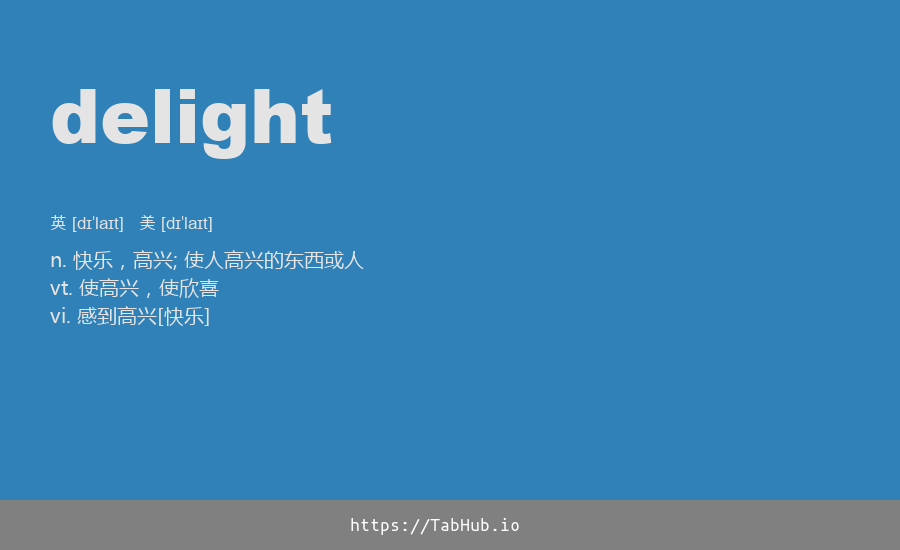 delight
英 [dɪˈlaɪt] 美 [dɪˈlaɪt]
n. 快乐，高兴; 使人高兴的东西或人
vt. 使高兴，使欣喜
vi. 感到高兴[快乐]
https://TabHub.io